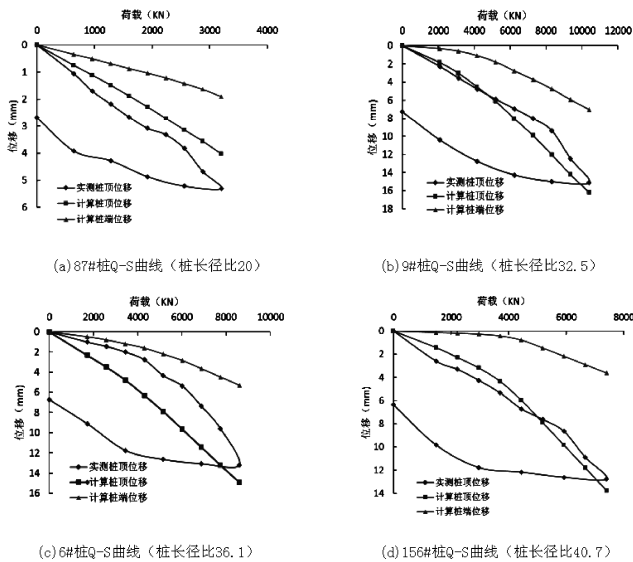 荷载（KN）
0 1000 2000 3000 4000
0
1
2
3
4
5
6
位移（mm）
实测桩顶位移
计算桩顶位移
计算桩端位移
(a)87#桩Q-S曲线（桩长径比20）
荷载（KN）
0 2000 4000 6000 8000 10000 12000
0
2
4
6
8
10
12
14
16
18
位移（mm）
实测桩顶位移
计算桩顶位移
计算桩端位移
(b)9#桩Q-S曲线（桩长径比32.5）
荷载（KN）
0 2000 4000 6000 8000 10000
0
2
4
6
8
10
12
14
16
位移（mm）
实测桩顶位移
计算桩顶位移
计算桩端位移
(c)6#桩Q-S曲线（桩长径比36.1）
荷载（KN）
0 2000 4000 6000 8000
0
2
4
6
8
10
12
14
位移（mm）
实测桩顶位移
计算桩顶位移
计算桩端位移
(d)156#桩Q-S曲线（桩长径比40.7）